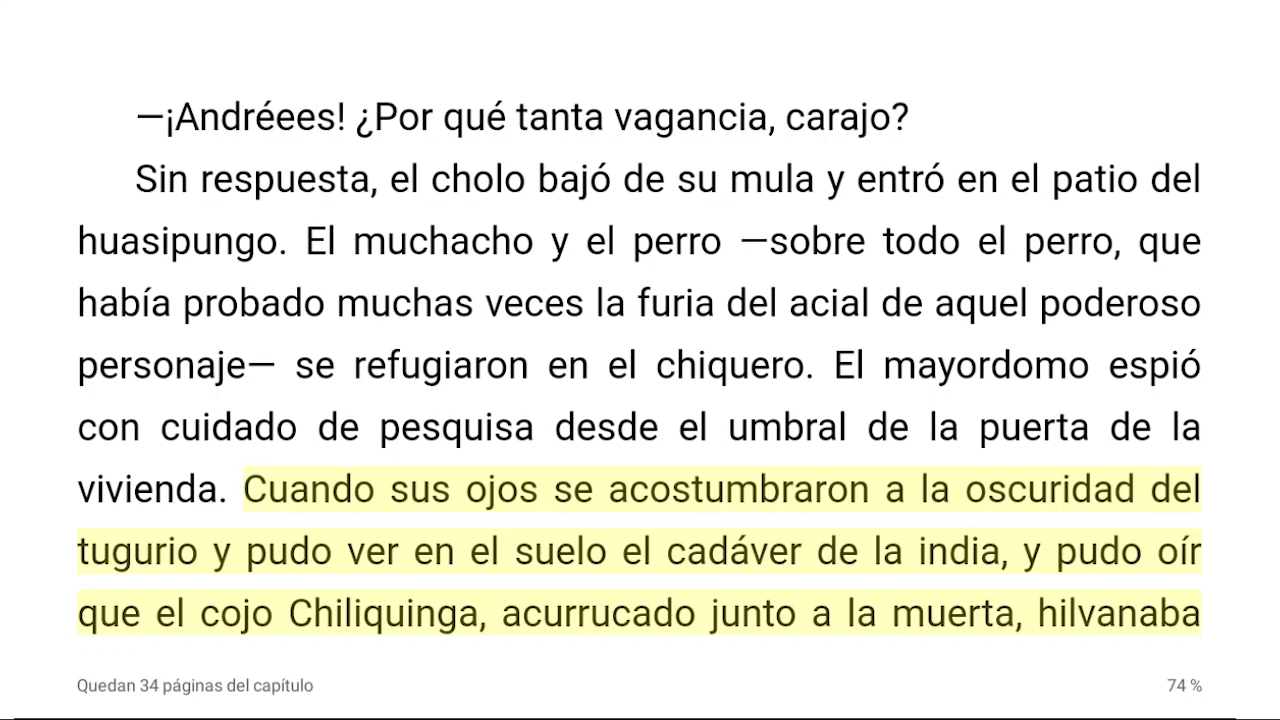 —¡Andréees! ¿Por qué tanta vagancia, carajo?
Sin respuesta, el cholo bajó de su mula y entró en el patio del
huasipungo. El muchacho y el perro —sobre todo el perro, que
había probado muchas veces la furia del acial de aquel poderoso
personaje— se refugiaron en el chiquero. El mayordomo espió
con cuidado de pesquisa desde el umbral de la puerta de la
vivienda. Cuando sus ojos se acostumbraron a la oscuridad del
tugurio y pudo ver en el suelo el cadáver de la india, y pudo oír
que el cojo Chiliquinga, acurrucado junto a la muerta, hilvanaba
Quedan 34 páginas del capítulo
74 %